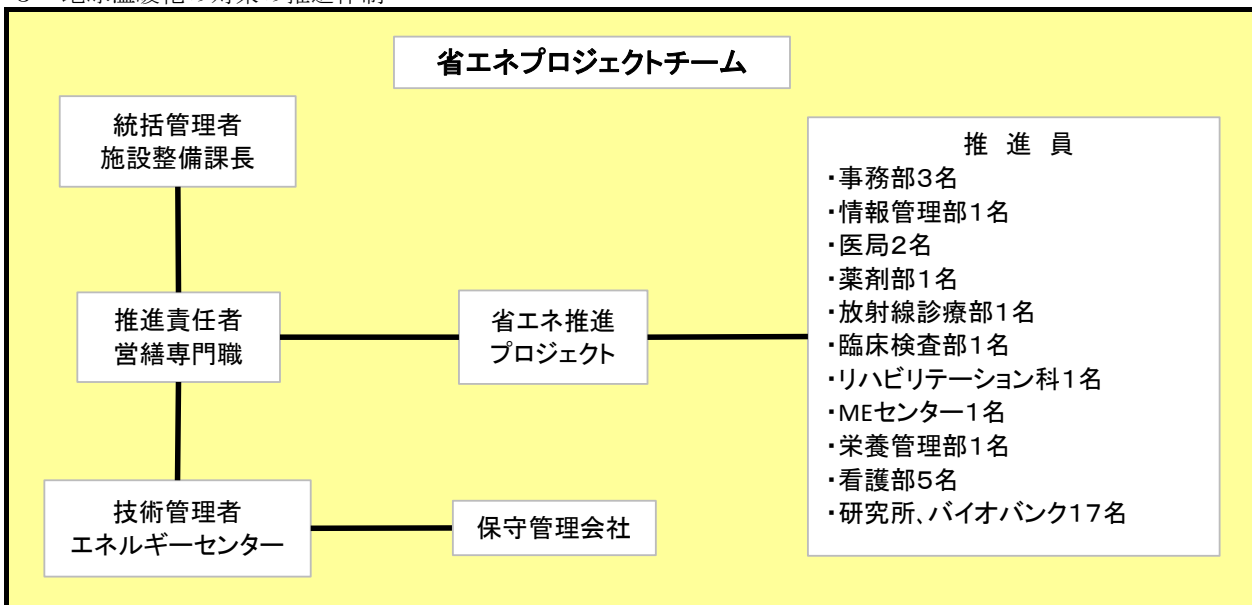 省エネプロジェクトチーム
統括管理者
施設整備課長
推進責任者
営繕専門職
省エネ推進
プロジェクト
技術管理者
エネルギーセンター
保守管理会社
推 進 員
・事務部3名
・情報管理部1名
・医局2名
・薬剤部1名
・放射線診療部1名
・臨床検査部1名
・リハビリテーション科1名
・MEセンター1名
・栄養管理部1名
・看護部5名
・研究所、バイオバンク17名